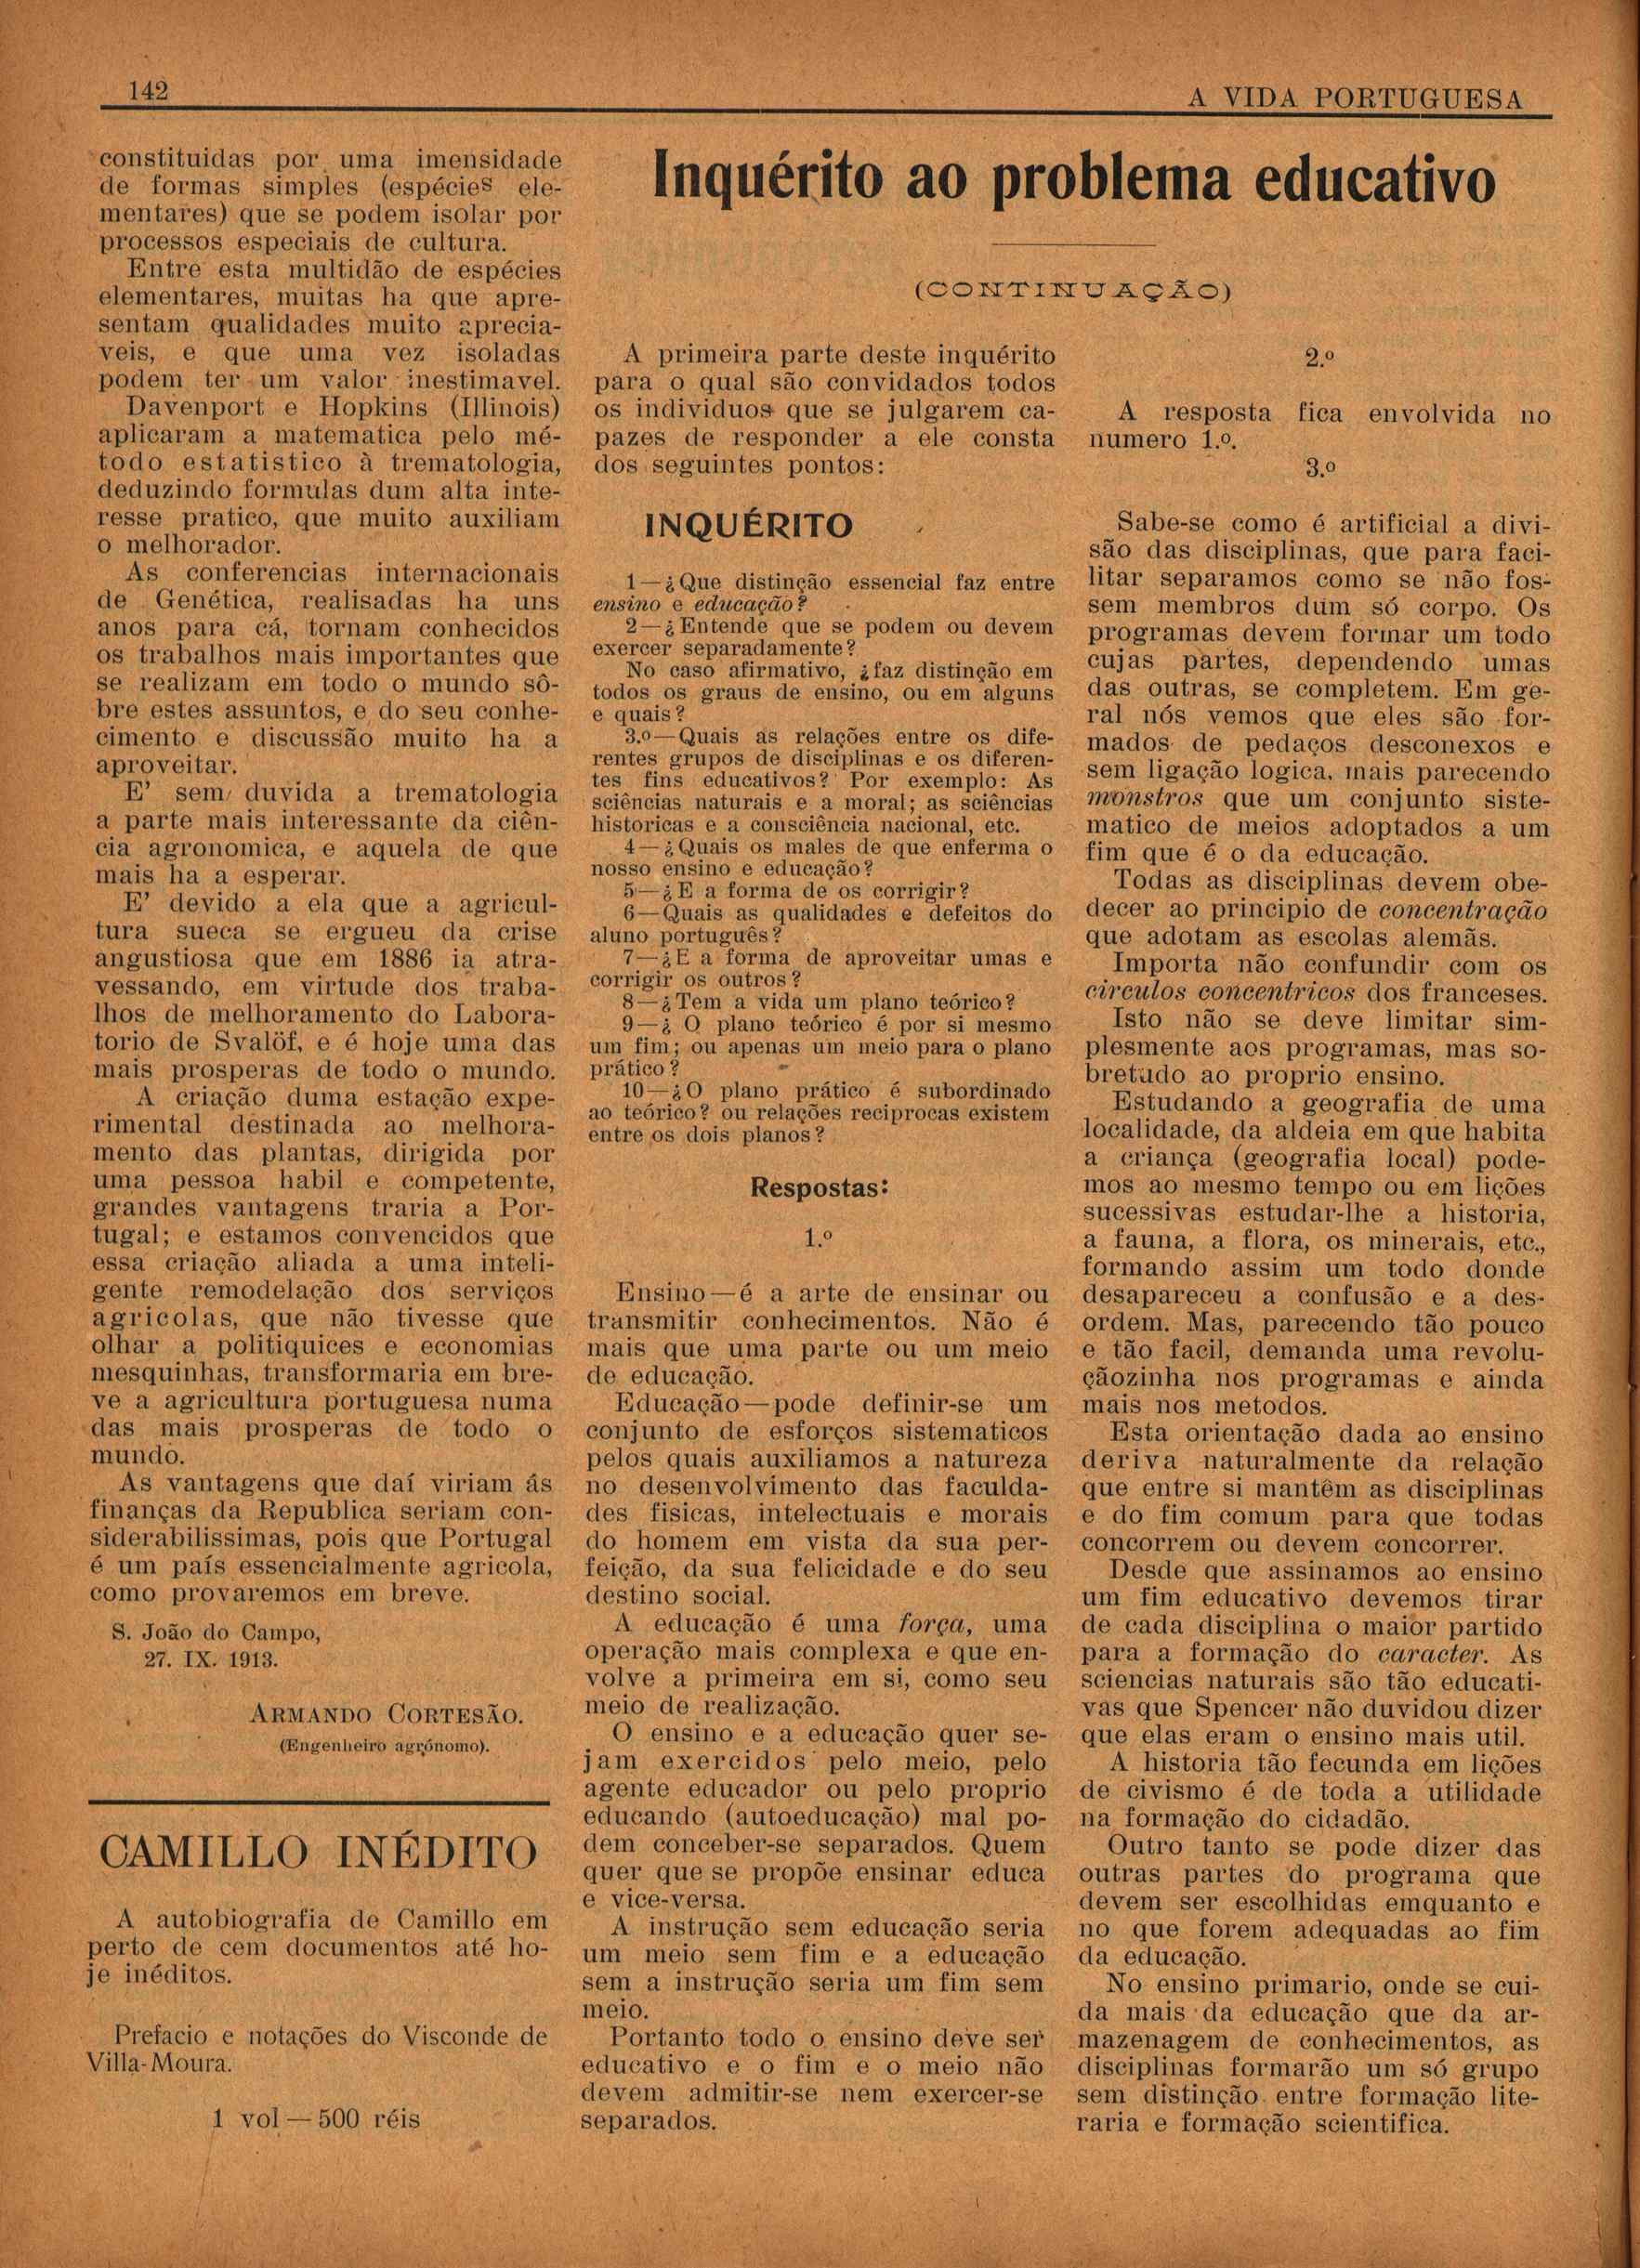 142
A VIDA PORTUGUESA
constituidas por uma imensidade
de formas simples (espécies ele-
mentares) que se podem isolar por
processos especiais de cultura.
Entre esta multidão de espécies
elementares, muitas ha que apre-
sentam qualidades muito aprecia-
veis, e que uma vez isoladas
podem ter um valor inestimavel.
Davenport e Hopkins (Illinois)
aplicaram a matematica pelo mé-
todo estatistico à trematologia,
deduzindo formulas dum alta inte-
resse pratico, que muito auxiliam
o melhorador.
As conferencias internacionais
de Genética, realisadas ha uns
anos para cá, tornam conhecidos
os trabalhos mais importantes que
se realizam em todo o mundo sô-
bre estes assuntos, e do seu conhe-
cimento e discussão muito ha a
aproveitar.
E' sem duvida a trematologia
a parte mais interessante da ciên-
cia agronomica, e aquela de que
mais ha a esperar.
E' devido a ela que a agricul-
tura sueca se ergueu da crise
angustiosa que em 1886 ia atra-
vessando, em virtude dos traba-
lhos de melhoramento do Labora-
torio de Svalöf, e é hoje uma das
mais prosperas de todo o mundo.
A criação duma estação expe-
rimental destinada ao melhora-
mento das plantas, dirigida por
uma pessoa habil e competente,
grandes vantagens traria a Por-
tugal; e estamos convencidos que
essa criação aliada a uma inteli-
gente remodelação dos serviços
agricolas, que não tivesse que
olhar a politiquices e economias
mesquinhas, transformaria em bre-
ve a agricultura portuguesa numa
das mais prosperas de todo o
mundo.
As vantagens que daí viriam ás
finanças da Republica seriam con-
siderabilissimas, pois que Portugal
é um país essencialmente agricola,
como provaremos em breve.
S. João do Campo,
27. IX. 1913.
ARMANDO CORTESÃO.
(Engenheiro agrónomo).
CAMILLO INÉDITO
A autobiografia de Camillo em
perto de cem documentos até ho-
je inéditos.
Prefacio e notações do Visconde de
Villa-Moura.
1 vol — 500 réis
Inquérito ao problema educativo
(CONTINUAÇÃO)
A primeira parte deste inquérito
para o qual são convidados todos
os individuos que se julgarem ca-
pazes de responder a ele consta
dos seguintes pontos:
INQUÉRITO
1—¿Que distinção essencial faz entre
ensino e educação?
2—¿Entende que se podem ou devem
exercer separadamente?
No caso afirmativo, ¿faz distinção em
todos os graus de ensino, ou em alguns
e quais?
3.º—Quais as relações entre os dife-
rentes grupos de disciplinas e os diferen-
tes fins educativos? Por exemplo: As
sciências naturais e a moral; as sciências
historicas e a consciência nacional, etc.
4—¿Quais os males de que enferma o
nosso ensino e educação?
5—¿E a forma de os corrigir?
6—Quais as qualidades e defeitos do
aluno português?
7—¿E a forma de aproveitar umas e
corrigir os outros?
8—¿Tem a vida um plano teórico?
9—¿ O plano teórico é por si mesmo
um fim; ou apenas um meio para o plano
prático?
10—¿O plano prático é subordinado
ao teórico? ou relações reciprocas existem
entre os dois planos?
Respostas:
1.º
Ensino—é a arte de ensinar ou
transmitir conhecimentos. Não é
mais que uma parte ou um meio
de educação.
Educação—pode definir-se um
conjunto de esforços sistematicos
pelos quais auxiliamos a natureza
no desenvolvimento das faculda-
des fisicas, intelectuais e morais
do homem em vista da sua per-
feição, da sua felicidade e do seu
destino social.
A educação é uma força, uma
operação mais complexa e que en-
volve a primeira em si, como seu
meio de realização.
O ensino e a educação quer se-
jam exercidos pelo meio, pelo
agente educador ou pelo proprio
educando (autoeducação) mal po-
dem conceber-se separados. Quem
quer que se propõe ensinar educa
e vice-versa.
A instrução sem educação seria
um meio sem fim e a educação
sem a instrução seria um fim sem
meio.
Portanto todo o ensino deve ser
educativo e o fim e o meio não
devem admitir-se nem exercer-se
separados.
2.º
A resposta fica envolvida no
numero 1.º.
3.º
Sabe-se como é artificial a divi-
são das disciplinas, que para faci-
litar separamos como se não fos-
sem membros dum só corpo. Os
programas devem formar um todo
cujas partes, dependendo umas
das outras, se completem. Em ge-
ral nós vemos que eles são for-
mados de pedaços desconexos e
sem ligação logica, mais parecendo
monstros que um conjunto siste-
matico de meios adoptados a um
fim que é o da educação.
Todas as disciplinas devem obe-
decer ao principio de concentração
que adotam as escolas alemãs.
Importa não confundir com os
circulos concentricos dos franceses.
Isto não se deve limitar sim-
plesmente aos programas, mas so-
bretudo ao proprio ensino.
Estudando a geografia de uma
localidade, da aldeia em que habita
a criança (geografia local) pode-
mos ao mesmo tempo ou em lições
sucessivas estudar-lhe a historia,
a fauna, a flora, os minerais, etc.,
formando assim um todo donde
desapareceu a confusão e a des-
ordem. Mas, parecendo tão pouco
e tão facil, demanda uma revolu-
çãozinha nos programas e ainda
mais nos metodos.
Esta orientação dada ao ensino
deriva naturalmente da relação
que entre si mantêm as disciplinas
e do fim comum para que todas
concorrem ou devem concorrer.
Desde que assinamos ao ensino
um fim educativo devemos tirar
de cada disciplina o maior partido
para a formação do caracter. As
sciencias naturais são tão educati-
vas que Spencer não duvidou dizer
que elas eram o ensino mais util.
A historia tão fecunda em lições
de civismo é de toda a utilidade
na formação do cidadão.
Outro tanto se pode dizer das
outras partes do programa que
devem ser escolhidas emquanto e
no que forem adequadas ao fim
da educação.
No ensino primario, onde se cui-
da mais da educação que da ar-
mazenagem de conhecimentos, as
disciplinas formarão um só grupo
sem distinção entre formação lite-
raria e formação scientifica.